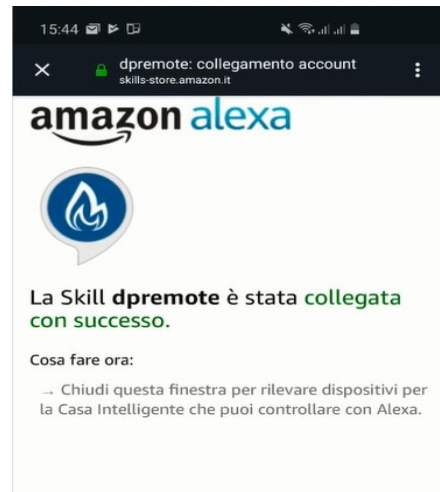 15:44
dpremote: collegamento account
skills-store.amazon.it
amazon alexa
La Skill dpremote è stata collegata
con successo.
Cosa fare ora:
→ Chiudi questa finestra per rilevare dispositivi per
la Casa Intelligente che puoi controllare con Alexa.